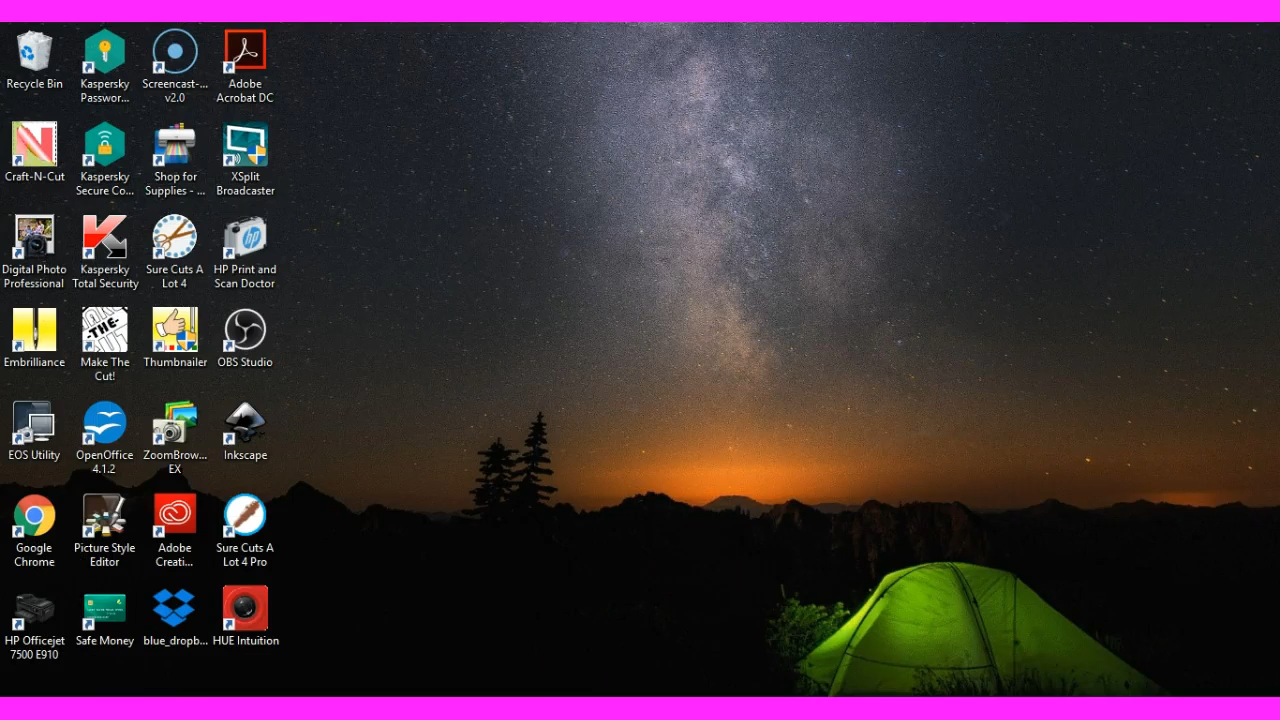 Recycle Bin
Kaspersky
Passwor...
Screencast-...
v2.0
Adobe
Acrobat DC
Craft-N-Cut
Kaspersky
Secure Co...
Shop for
Supplies - ...
XSplit
Broadcaster
Digital Photo
Professional
Kaspersky
Total Security
Sure Cuts A
Lot 4
HP Print and
Scan Doctor
Embrilliance
Make The
Cut!
Thumbnailer
OBS Studio
EOS Utility
OpenOffice
4.1.2
ZoomBrow...
EX
Inkscape
Google
Chrome
Picture Style
Editor
Adobe
Creati...
Sure Cuts A
Lot 4 Pro
HP Officejet
7500 E910
Safe Money
blue_dropb...
HUE Intuition